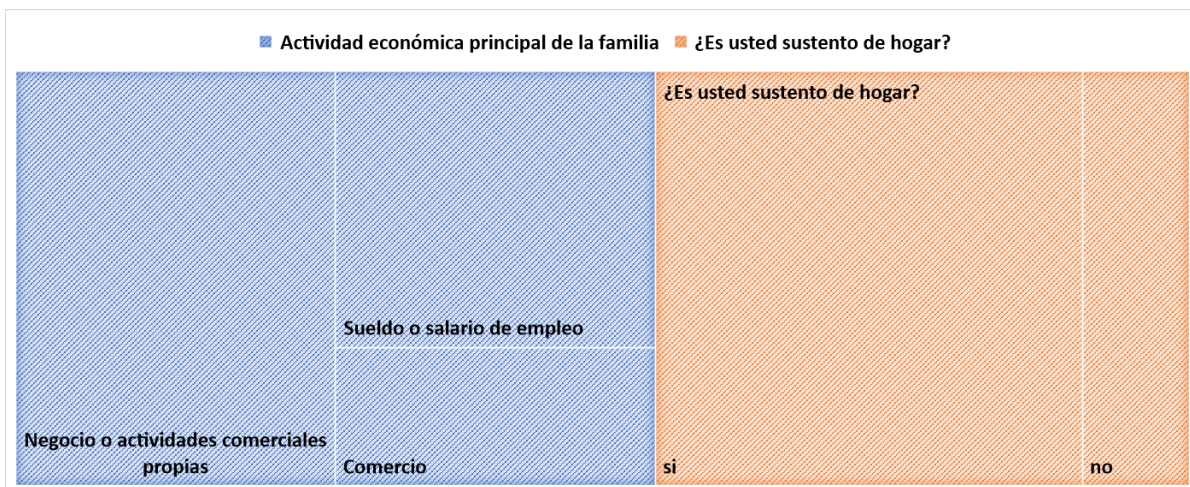 Actividad económica principal de la familia ¿Es usted sustento de hogar?
¿Es usted sustento de hogar?
Sueldo o salario de empleo
Negocio o actividades comerciales
propias
Comercio
si
no